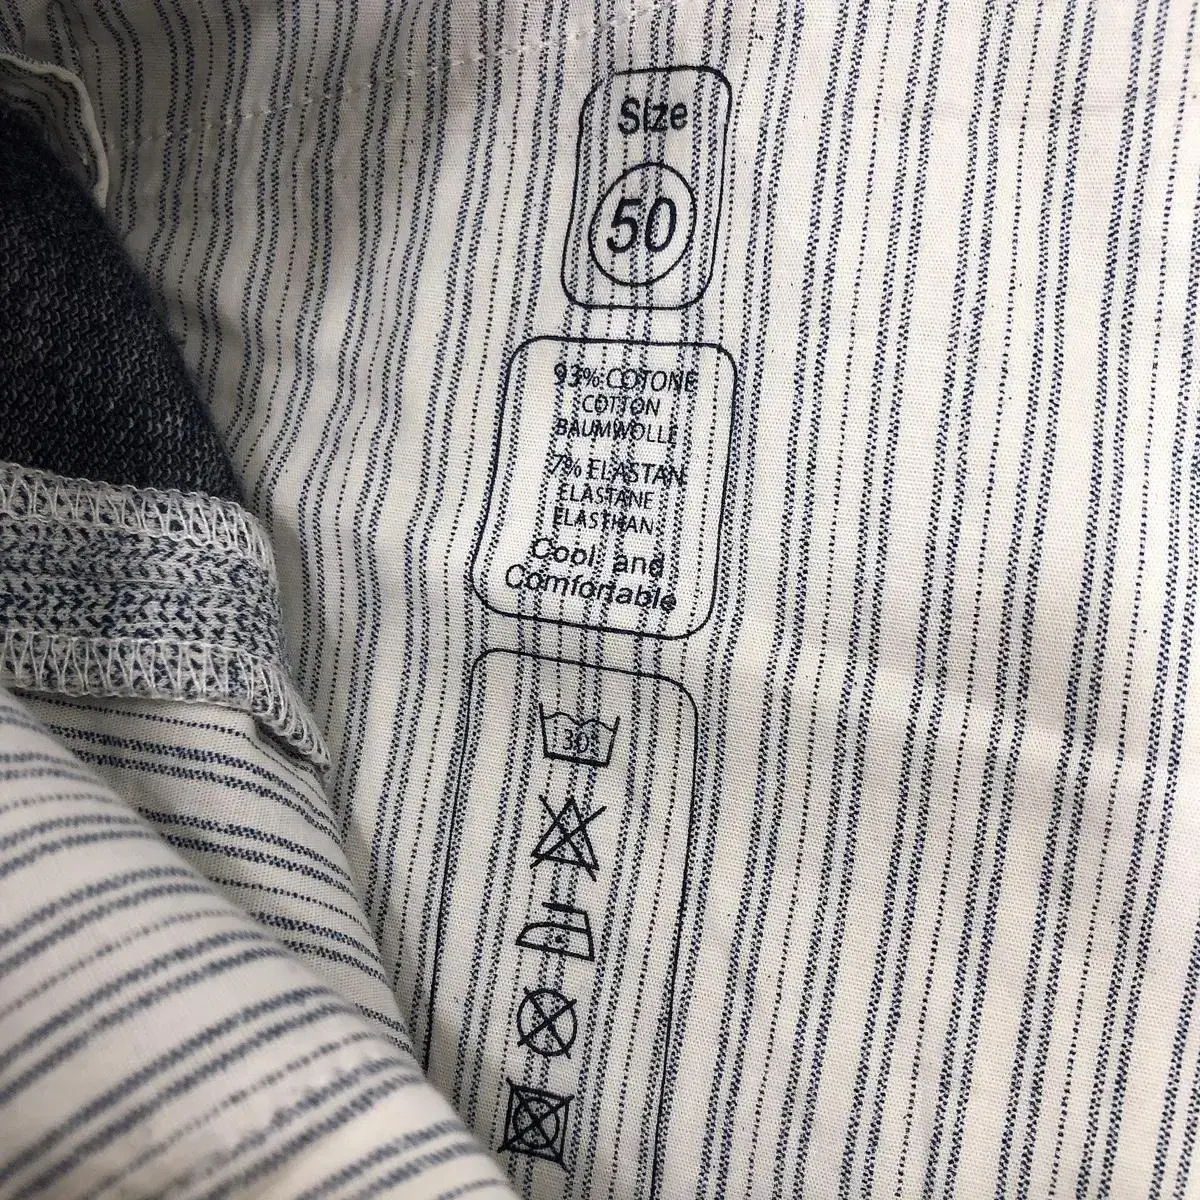 Size
50
93% COTONE
COTTON
BAUMWOLLE
7% ELASTAN
ELASTANE
ELASTHAN
Cool and
Comfortable
30°